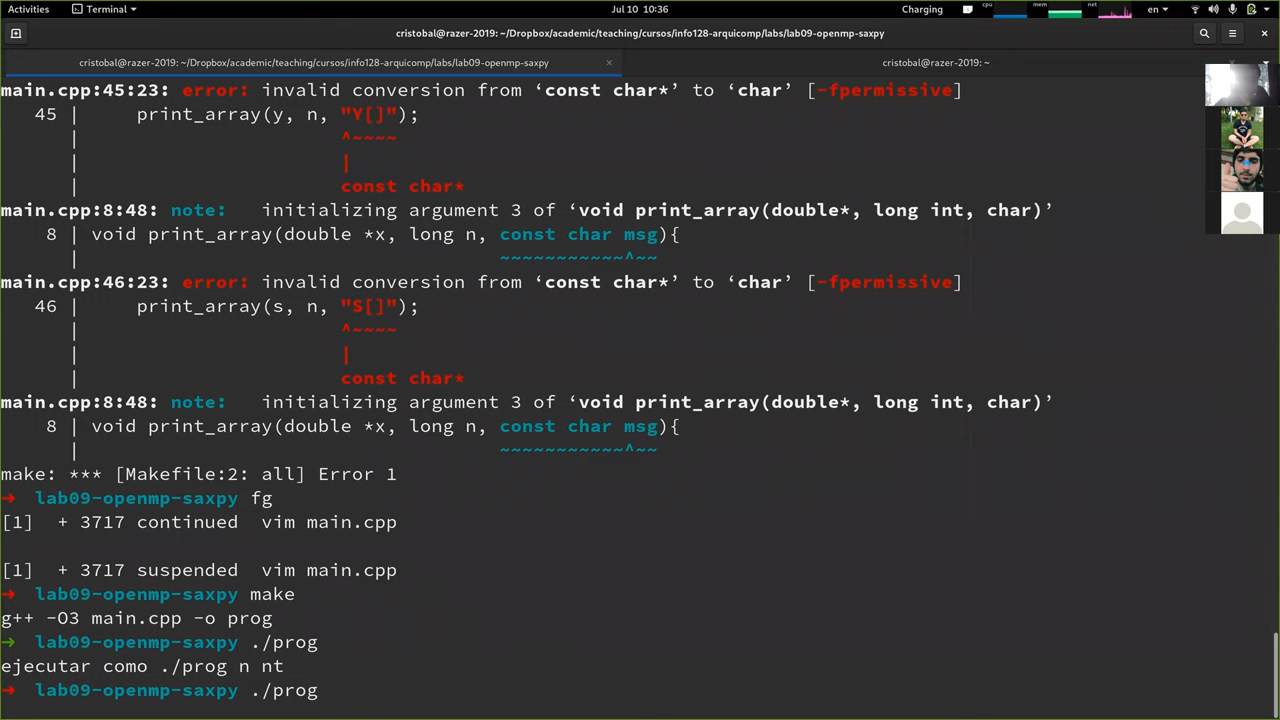 Activities Terminal Jul 10 10:36 Charging cpu mem net en
cristobal@razer-2019: ~/Dropbox/academic/teaching/cursos/info128-arquicomp/labs/lab09-openmp-saxpy
cristobal@razer-2019: ~/Dropbox/academic/teaching/cursos/info128-arquicomp/labs/lab09-openmp-saxpy × cristobal@razer-2019: ~
main.cpp:45:23: error: invalid conversion from ‘const char*’ to ‘char’ [-fpermissive]
45 | print_array(y, n, "Y[]");
| ^~~~~
| |
| const char*
main.cpp:8:48: note: initializing argument 3 of ‘void print_array(double*, long int, char)’
8 | void print_array(double *x, long n, const char msg){
| ~~~~~~~~~~~^~~
main.cpp:46:23: error: invalid conversion from ‘const char*’ to ‘char’ [-fpermissive]
46 | print_array(s, n, "S[]");
| ^~~~~
| |
| const char*
main.cpp:8:48: note: initializing argument 3 of ‘void print_array(double*, long int, char)’
8 | void print_array(double *x, long n, const char msg){
| ~~~~~~~~~~~^~~
make: *** [Makefile:2: all] Error 1
➜ lab09-openmp-saxpy fg
[1] + 3717 continued vim main.cpp
[1] + 3717 suspended vim main.cpp
➜ lab09-openmp-saxpy make
g++ -O3 main.cpp -o prog
➜ lab09-openmp-saxpy ./prog
ejecutar como ./prog n nt
➜ lab09-openmp-saxpy ./prog